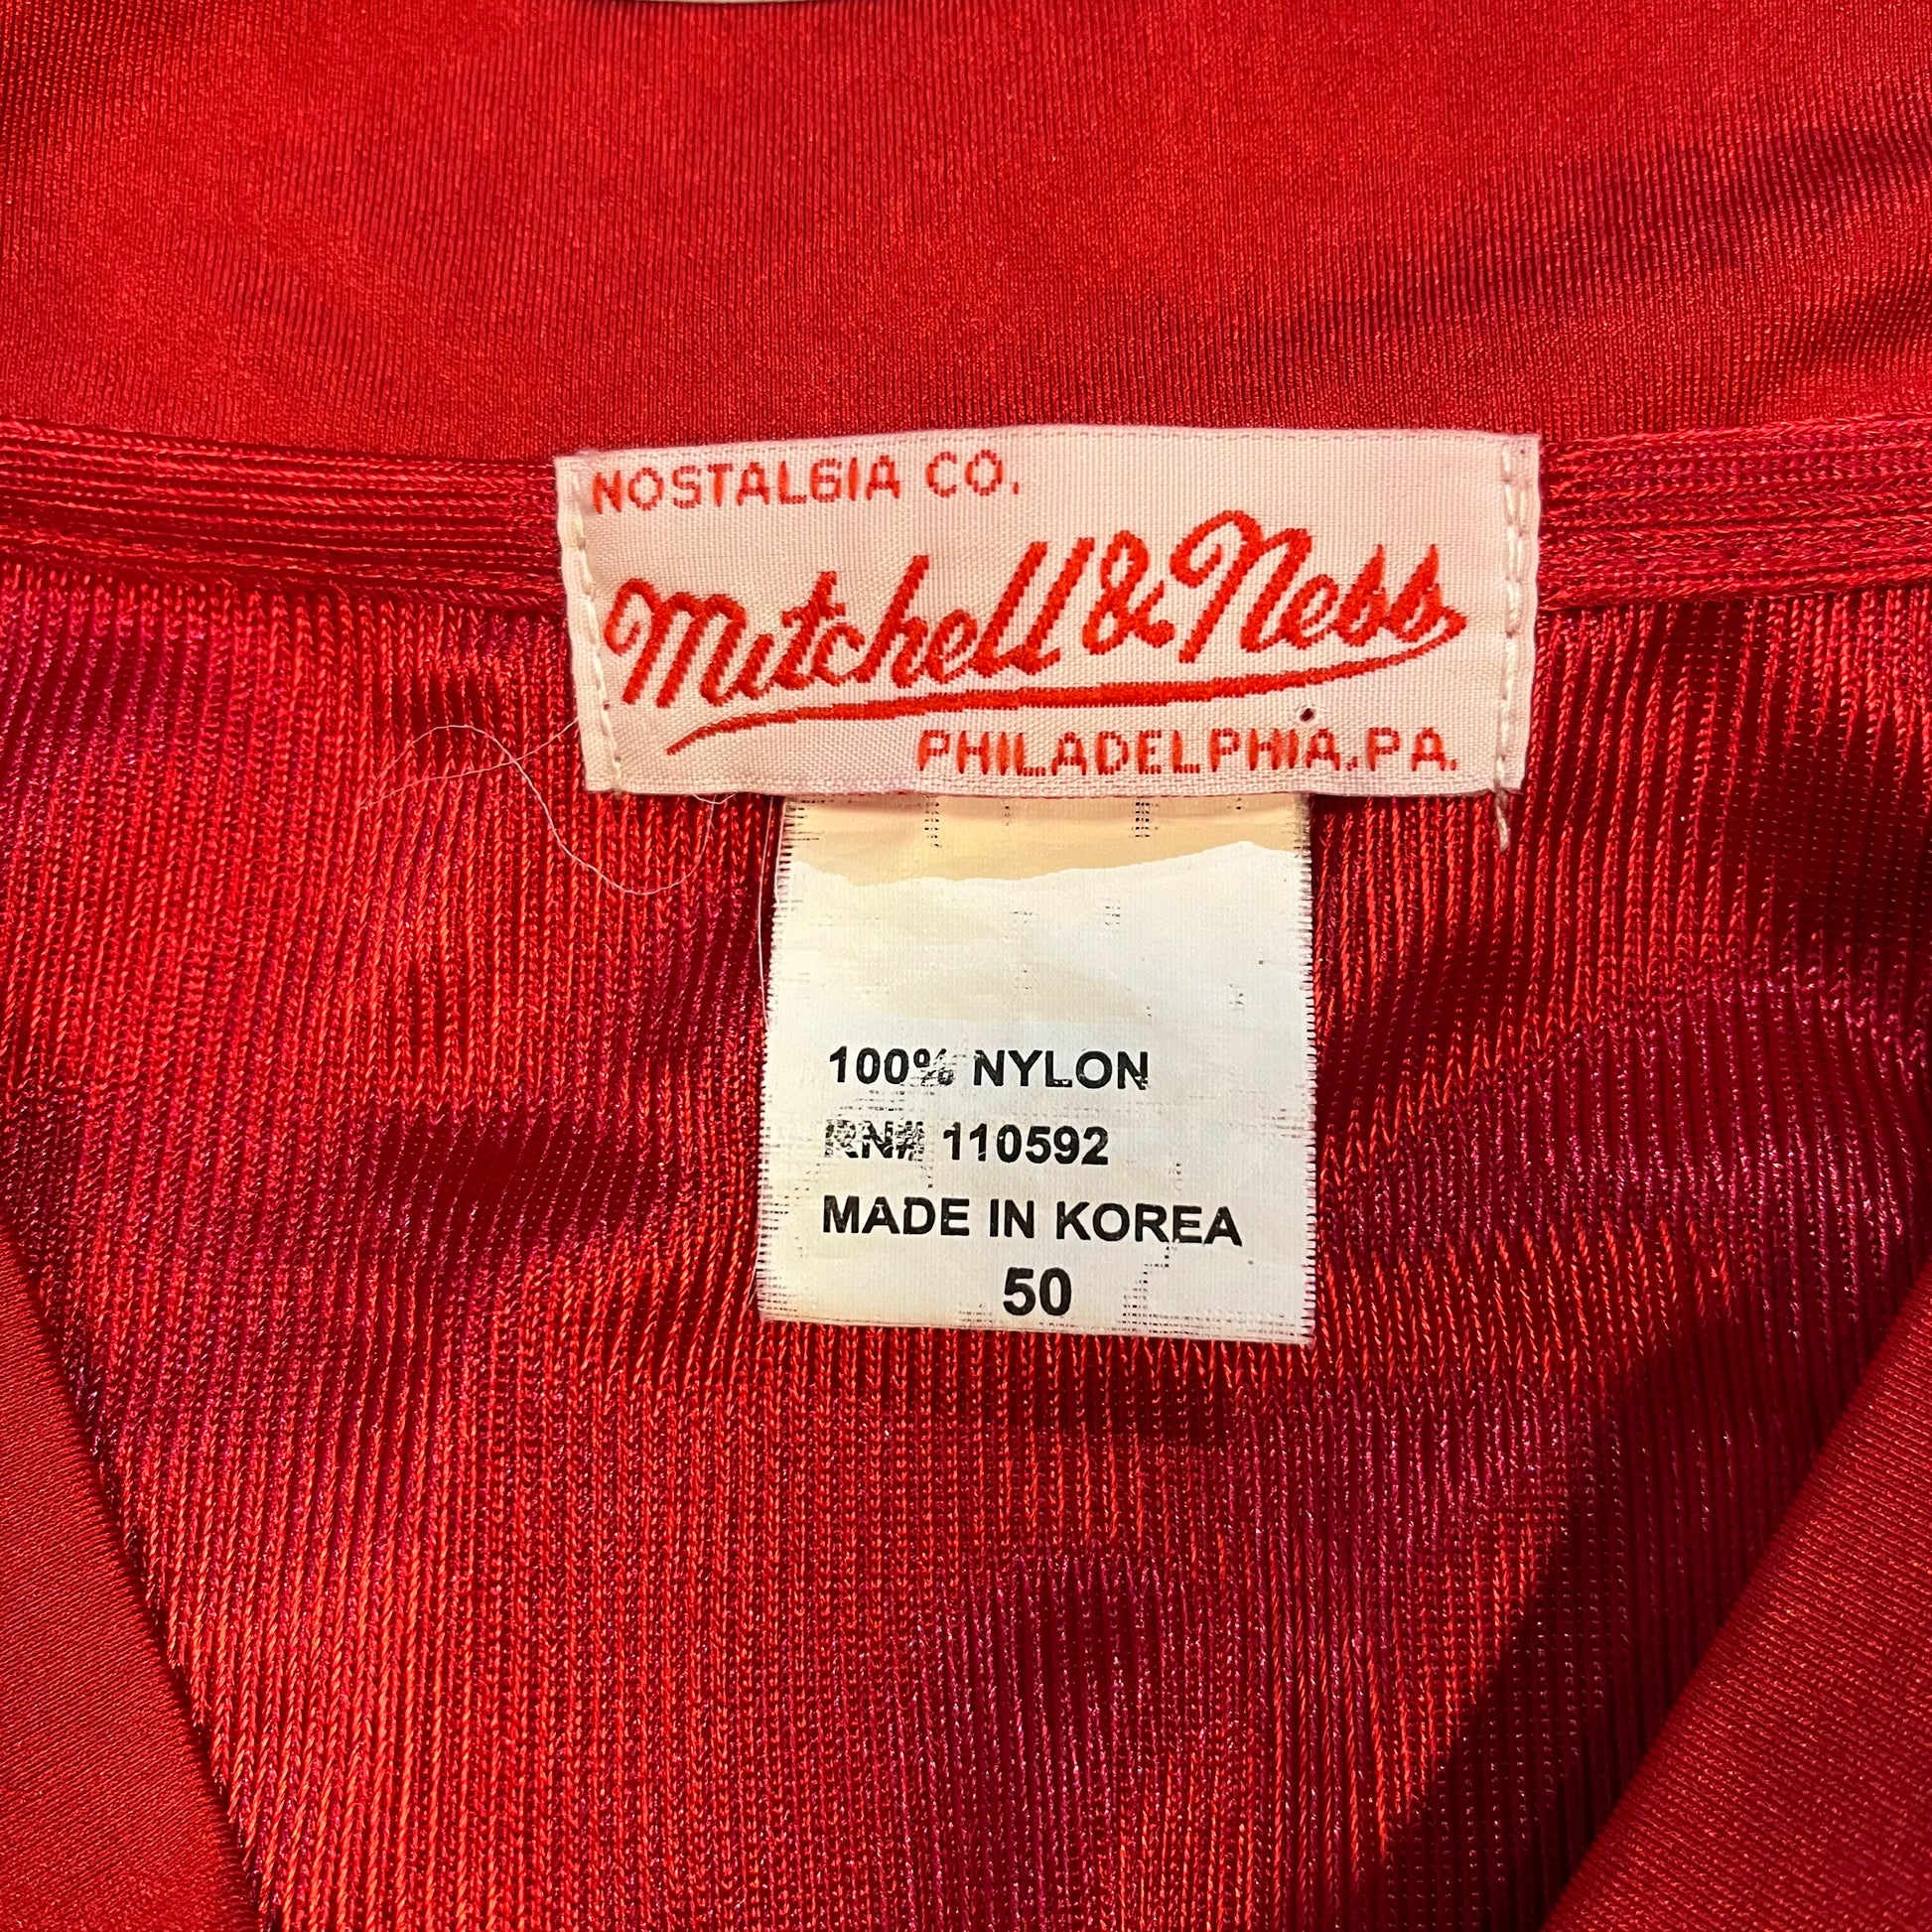 NOSTALGIA CO.
Mitchell & Ness
PHILADELPHIA, PA.
100% NYLON
RN# 110592
MADE IN KOREA
50